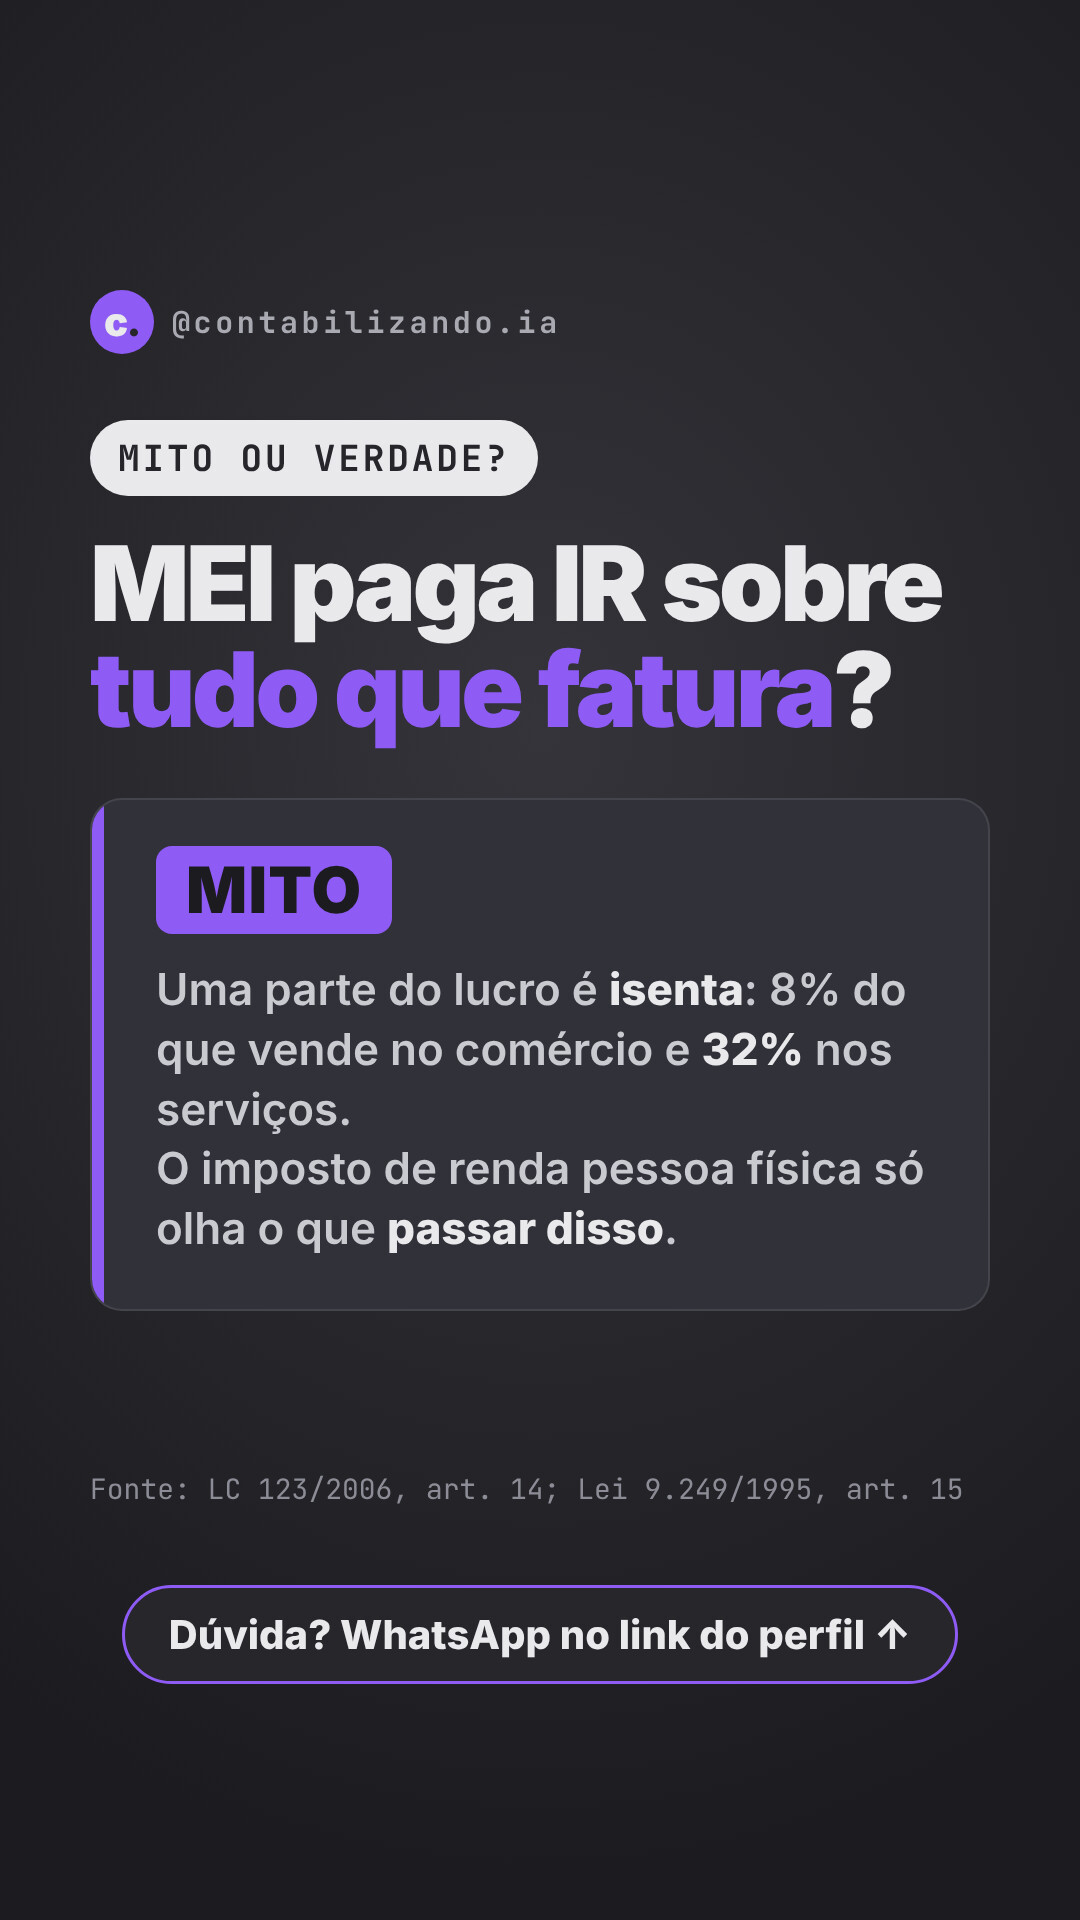 c. @contabilizando.ia
MITO OU VERDADE?
MEI paga IR sobre
tudo que fatura?
MITO
Uma parte do lucro é isenta: 8% do
que vende no comércio e 32% nos
serviços.
O imposto de renda pessoa física só
olha o que passar disso.
Fonte: LC 123/2006, art. 14; Lei 9.249/1995, art. 15
Dúvida? WhatsApp no link do perfil ↑